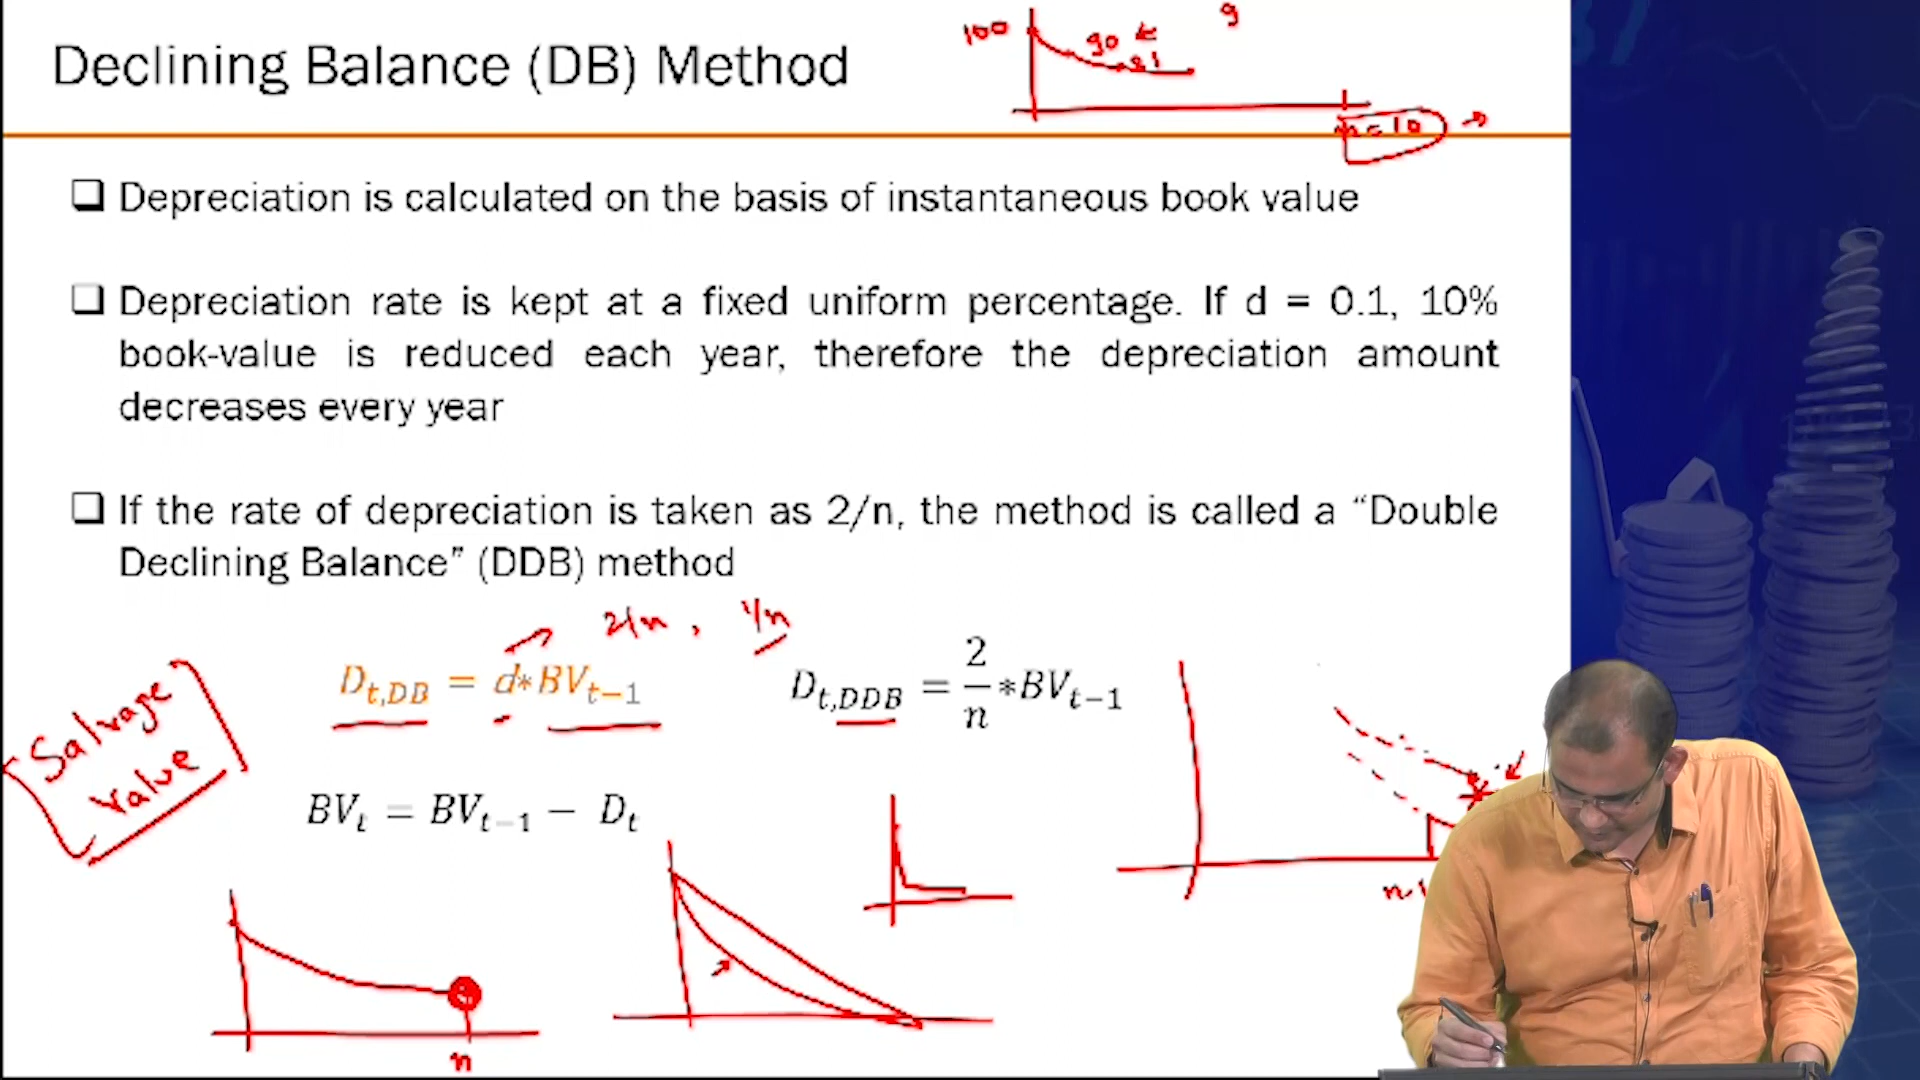 Declining Balance (DB) Method
100
90
81
9
n = 10
❑ Depreciation is calculated on the basis of instantaneous book value
❑ Depreciation rate is kept at a fixed uniform percentage. If d = 0.1, 10%
book-value is reduced each year, therefore the depreciation amount
decreases every year
❑ If the rate of depreciation is taken as 2/n, the method is called a “Double
Declining Balance” (DDB) method
2/n , 1/n
D_{t,DB} = d*BV_{t-1}
D_{t,DDB} = \frac{2}{n}*BV_{t-1}
Salvage
Value
BV_t = BV_{t-1} - D_t
n